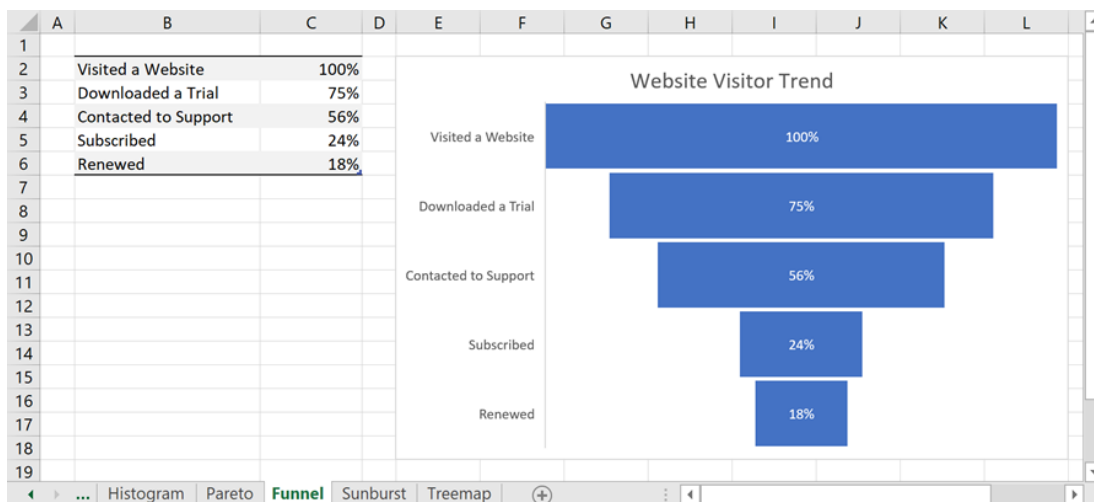 A B C D E F G H I J K L
1
2 Visited a Website 100%
3 Downloaded a Trial 75%
4 Contacted to Support 56%
5 Subscribed 24%
6 Renewed 18%
7
8
9
10
11
12
13
14
15
16
17
18
19
Website Visitor Trend
Visited a Website 100%
Downloaded a Trial 75%
Contacted to Support 56%
Subscribed 24%
Renewed 18%
... Histogram Pareto Funnel Sunburst Treemap